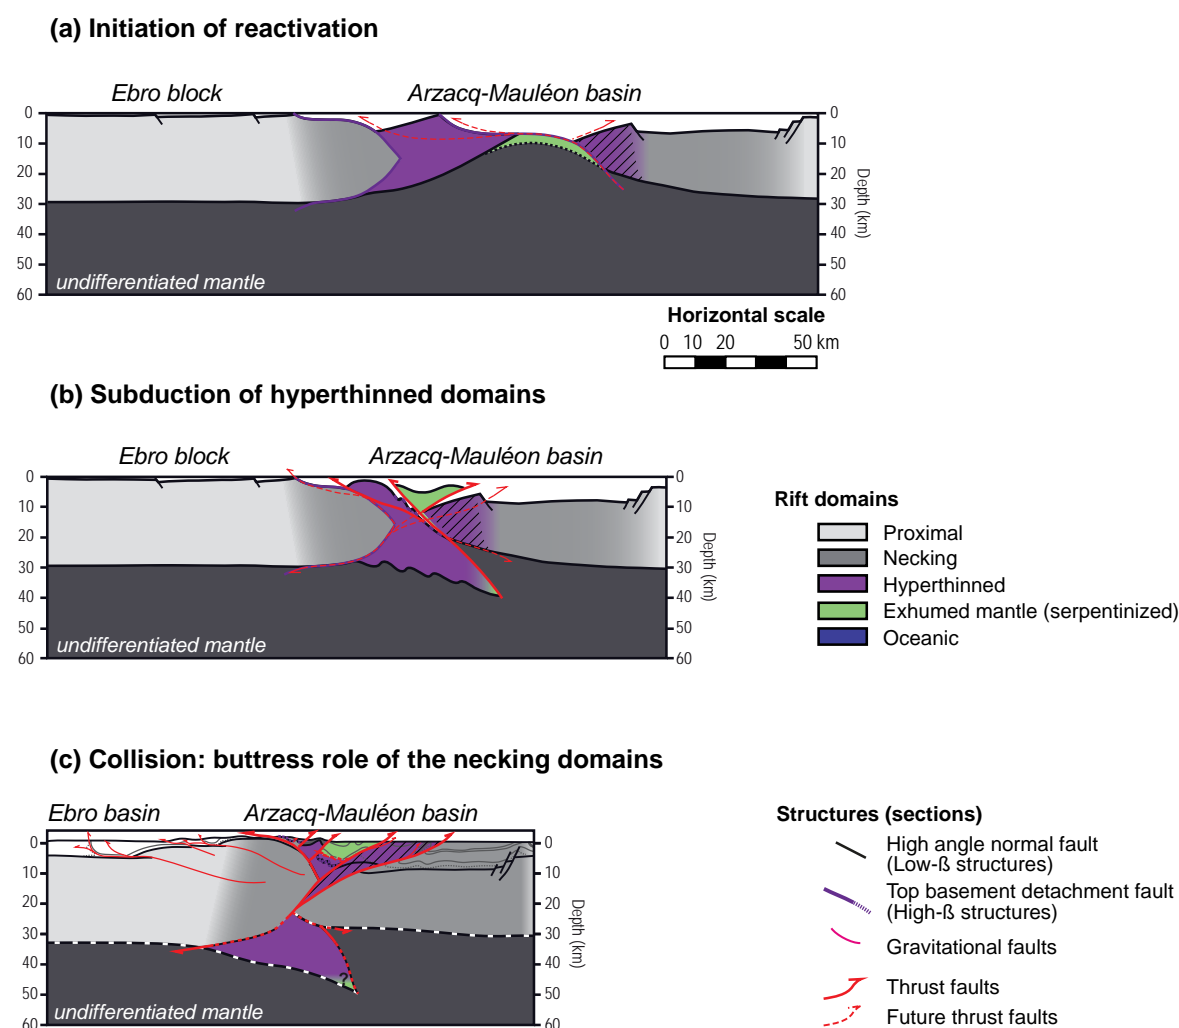 (a) Initiation of reactivation
Ebro block
Arzacq-Mauléon basin
0
10
20
30
40
50
60
0
10
20
30
40
50
60
Depth (km)
undifferentiated mantle
Horizontal scale
0 10 20 50 km
(b) Subduction of hyperthinned domains
Ebro block
Arzacq-Mauléon basin
0
10
20
30
40
50
60
0
10
20
30
40
50
60
Depth (km)
undifferentiated mantle
Rift domains
Proximal
Necking
Hyperthinned
Exhumed mantle (serpentinized)
Oceanic
(c) Collision: buttress role of the necking domains
Ebro basin
Arzacq-Mauléon basin
0
10
20
30
40
50
60
0
10
20
30
40
50
60
Depth (km)
?
undifferentiated mantle
Structures (sections)
High angle normal fault
(Low-ß structures)
Top basement detachment fault
(High-ß structures)
Gravitational faults
Thrust faults
Future thrust faults